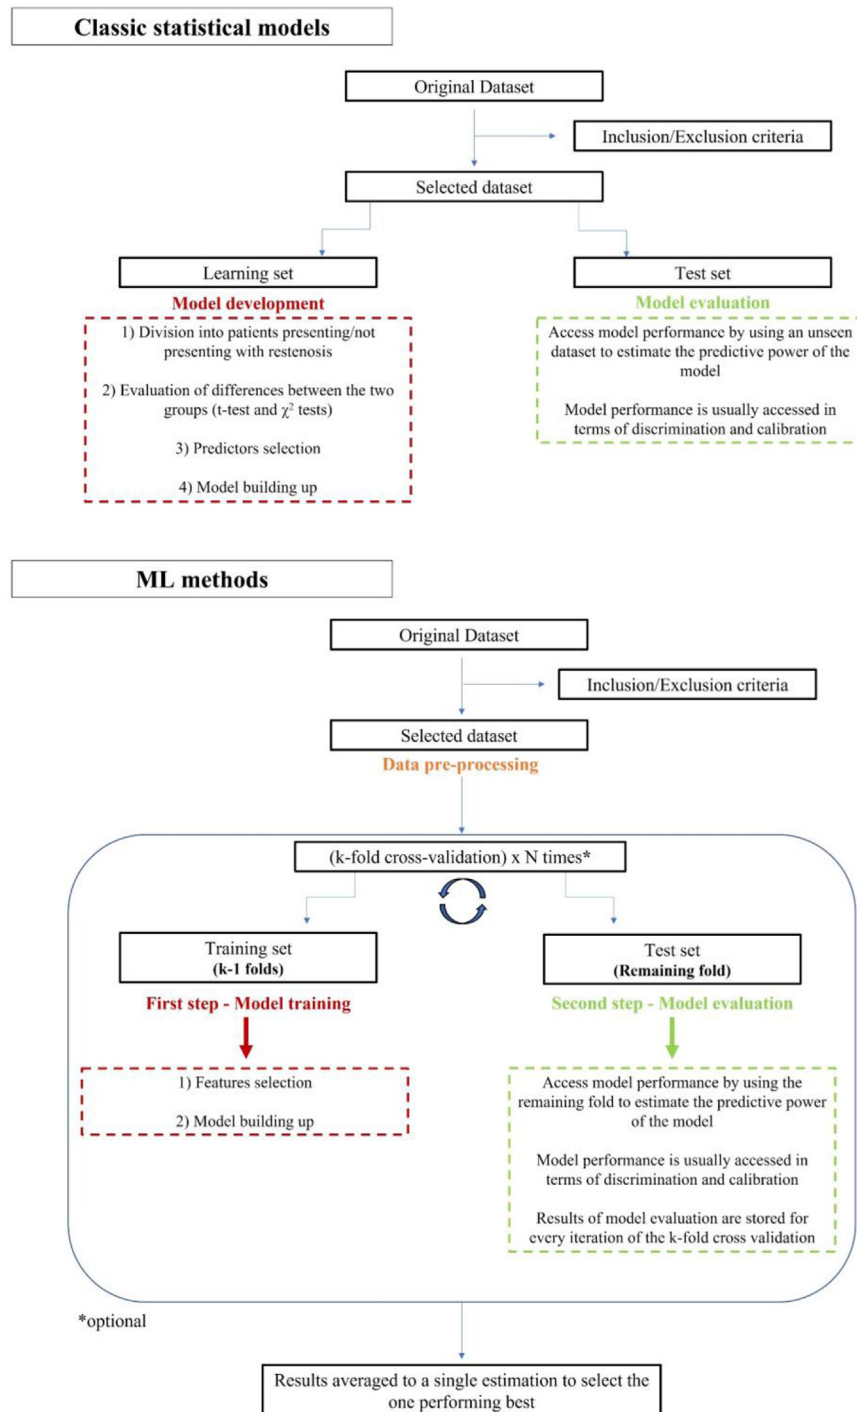 Classic statistical models
Original Dataset
Inclusion/Exclusion criteria
Selected dataset
Learning set
Model development
1) Division into patients presenting/not
presenting with restenosis
2) Evaluation of differences between the two
groups (t-test and χ² tests)
3) Predictors selection
4) Model building up
Test set
Model evaluation
Access model performance by using an unseen
dataset to estimate the predictive power of the
model
Model performance is usually accessed in
terms of discrimination and calibration
ML methods
Original Dataset
Inclusion/Exclusion criteria
Selected dataset
Data pre-processing
(k-fold cross-validation) x N times*
Training set
(k-1 folds)
First step - Model training
1) Features selection
2) Model building up
Test set
(Remaining fold)
Second step - Model evaluation
Access model performance by using the
remaining fold to estimate the predictive power
of the model
Model performance is usually accessed in
terms of discrimination and calibration
Results of model evaluation are stored for
every iteration of the k-fold cross validation
*optional
Results averaged to a single estimation to select the
one performing best